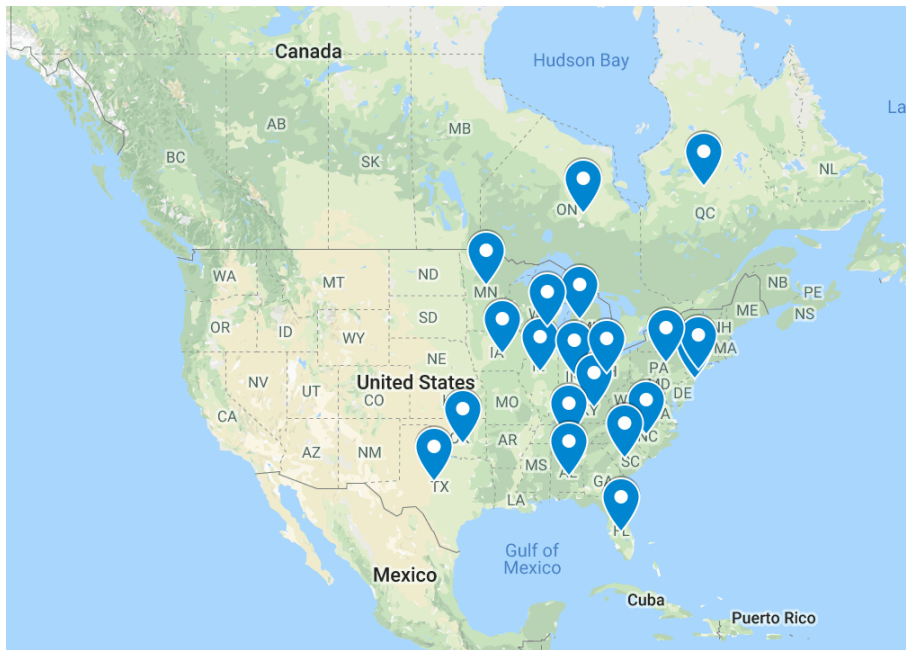 Canada
Hudson Bay
La
AB
MB
BC
SK
NL
ON
QC
WA
MT
ND
MN
NB
PE
ME
NS
OR
ID
SD
WY
NH
MA
IA
NE
PA
MD
NV
UT
United States
CO
DE
CA
MO
AZ
NM
AR
NC
SC
TX
MS
AL
GA
LA
FL
Gulf of
Mexico
Mexico
Cuba
Puerto Rico